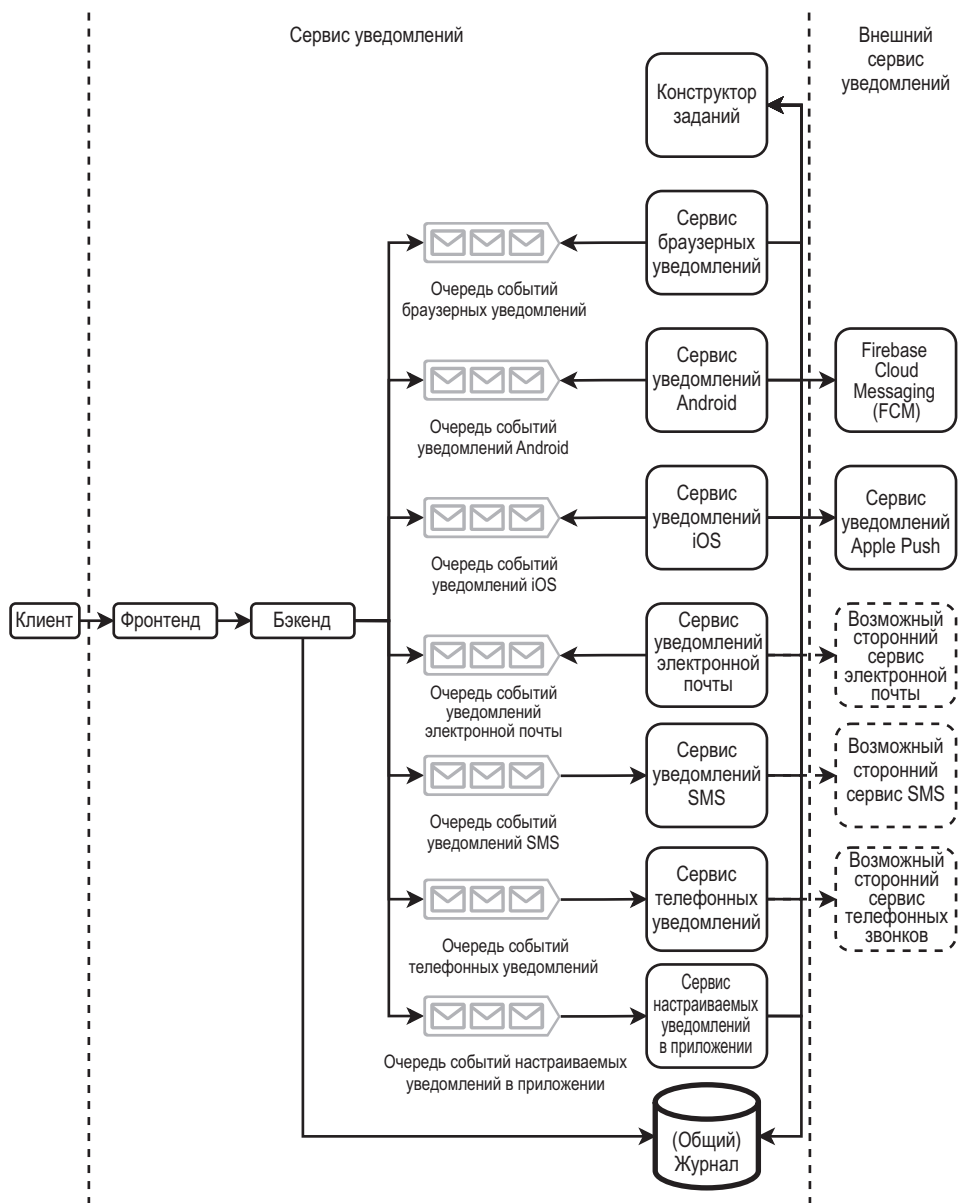 Сервис уведомлений
Внешний
сервис
уведомлений
Конструктор
заданий
Сервис
браузерных
уведомлений
Очередь событий
браузерных уведомлений
Сервис
уведомлений
Android
Firebase
Cloud
Messaging
(FCM)
Очередь событий
уведомлений Android
Сервис
уведомлений
iOS
Сервис
уведомлений
Apple Push
Очередь событий
уведомлений iOS
Клиент
Фронтенд
Бэкенд
Сервис
уведомлений
электронной
почты
Возможный
сторонний
сервис
электронной
почты
Очередь событий
уведомлений
электронной почты
Сервис
уведомлений
SMS
Возможный
сторонний
сервис SMS
Очередь событий
уведомлений SMS
Сервис
телефонных
уведомлений
Возможный
сторонний
сервис
телефонных
звонков
Очередь событий
телефонных уведомлений
Сервис
настраиваемых
уведомлений
в приложении
Очередь событий настраиваемых
уведомлений в приложении
(Общий)
Журнал